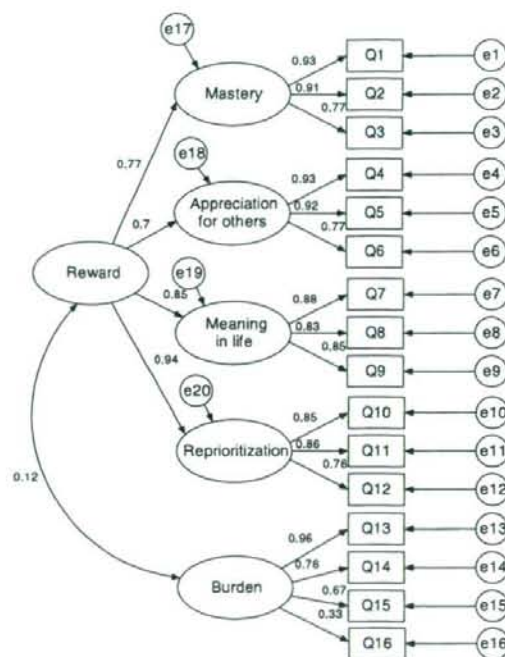 e17
Mastery
0.93
0.91
0.77
Q1
Q2
Q3
e1
e2
e3
0.77
e18
Appreciation
for others
0.93
0.92
0.77
Q4
Q5
Q6
e4
e5
e6
0.7
Reward
e19
Meaning
in life
0.85
0.88
0.83
0.85
Q7
Q8
Q9
e7
e8
e9
0.94
e20
Reprioritization
0.85
0.86
0.76
Q10
Q11
Q12
e10
e11
e12
0.12
Burden
0.96
0.76
0.67
0.33
Q13
Q14
Q15
Q16
e13
e14
e15
e16